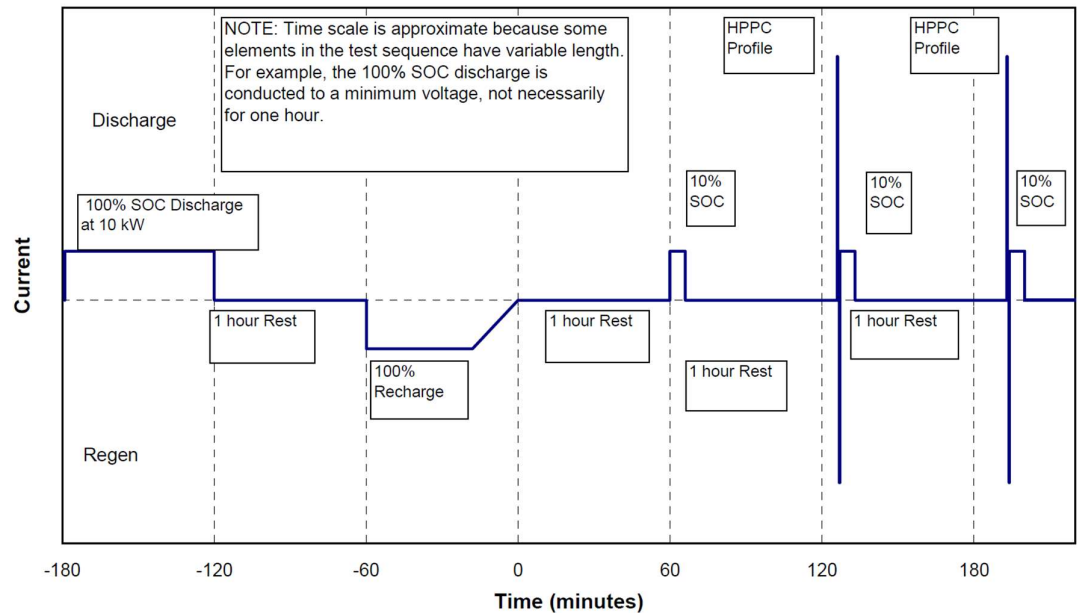 NOTE: Time scale is approximate because some
elements in the test sequence have variable length.
For example, the 100% SOC discharge is
conducted to a minimum voltage, not necessarily
for one hour.
HPPC
Profile
HPPC
Profile
Discharge
10%
SOC
10%
SOC
10%
SOC
100% SOC Discharge
at 10 kW
Current
1 hour Rest
1 hour Rest
1 hour Rest
100%
Recharge
1 hour Rest
Regen
-180
-120
-60
0
60
120
180
Time (minutes)